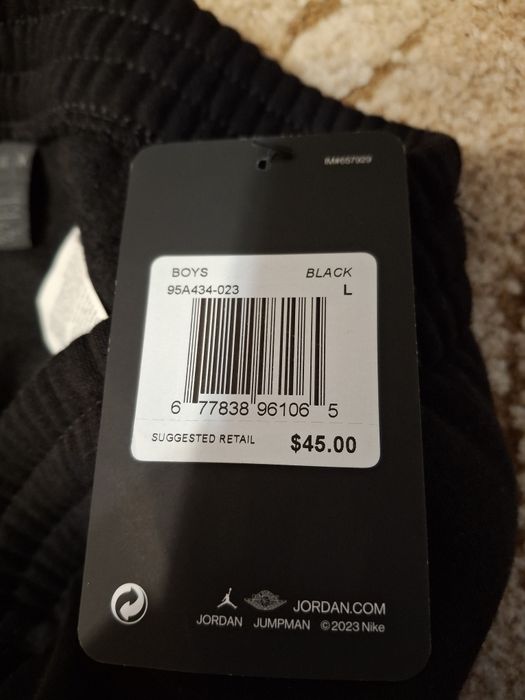 IM#657929
BOYS BLACK
95A434-023 L
6 77838 96106 5
SUGGESTED RETAIL $45.00
JORDAN.COM
JORDAN JUMPMAN ©2023 Nike